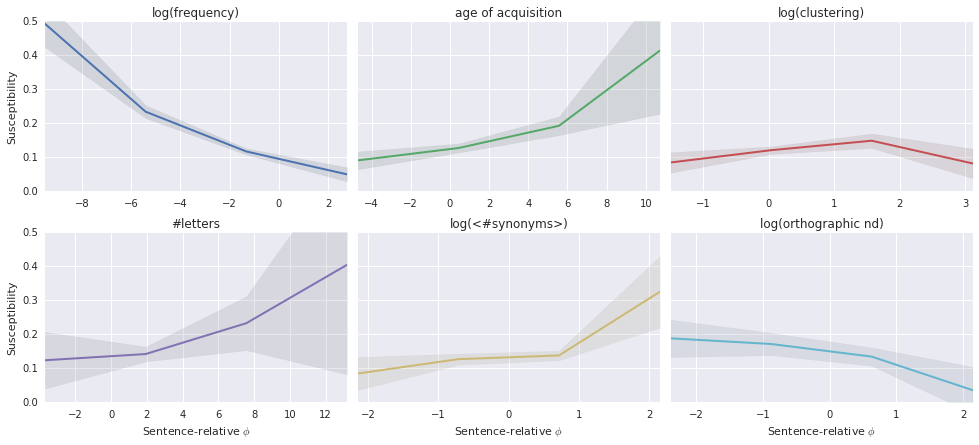 log(frequency) age of acquisition log(clustering)
0.5
0.4
0.3
0.2
0.1
0.0
Susceptibility
−8 −6 −4 −2 0 2
−4 −2 0 2 4 6 8 10
−1 0 1 2 3
#letters log(<#synonyms>) log(orthographic nd)
0.5
0.4
0.3
0.2
0.1
0.0
Susceptibility
−2 0 2 4 6 8 10 12
−2 −1 0 1 2
−2 −1 0 1 2
Sentence-relative ϕ Sentence-relative ϕ Sentence-relative ϕ